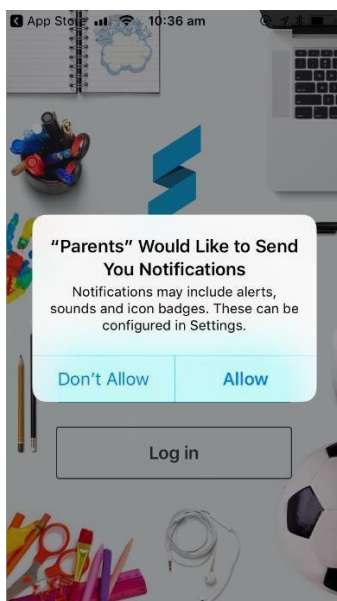 App Store 10:36 am
“Parents” Would Like to Send
You Notifications
Notifications may include alerts,
sounds and icon badges. These can be
configured in Settings.
Don’t Allow Allow
Log in